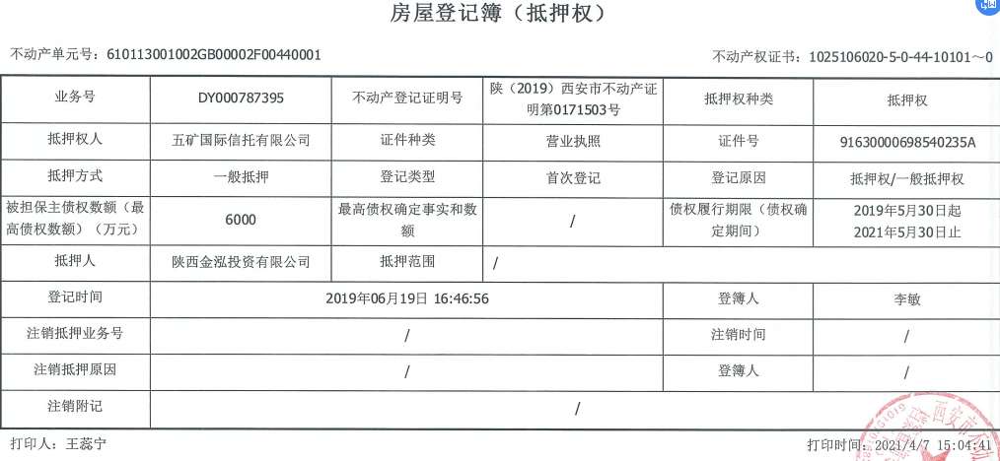 房屋登记簿（抵押权）
不动产单元号：610113001002GB00002F00440001
不动产权证书：1025106020-5-0-44-10101～0
业务号 DY000787395 不动产登记证明号 陕（2019）西安市不动产证明第0171503号 抵押权种类 抵押权
抵押权人 五矿国际信托有限公司 证件种类 营业执照 证件号 91630000698540235A
抵押方式 一般抵押 登记类型 首次登记 登记原因 抵押权/一般抵押权
被担保主债权数额（最高债权数额）（万元） 6000 最高债权确定事实和数额 / 债权履行期限（债权确定期间） 2019年5月30日起 2021年5月30日止
抵押人 陕西金泓投资有限公司 抵押范围 /
登记时间 2019年06月19日 16:46:56 登簿人 李敏
注销抵押业务号 / 注销时间 /
注销抵押原因 / 登簿人 /
注销附记 /
打印人：王蕊宁
打印时间：2021/4/7 15:04:41
西安市不动